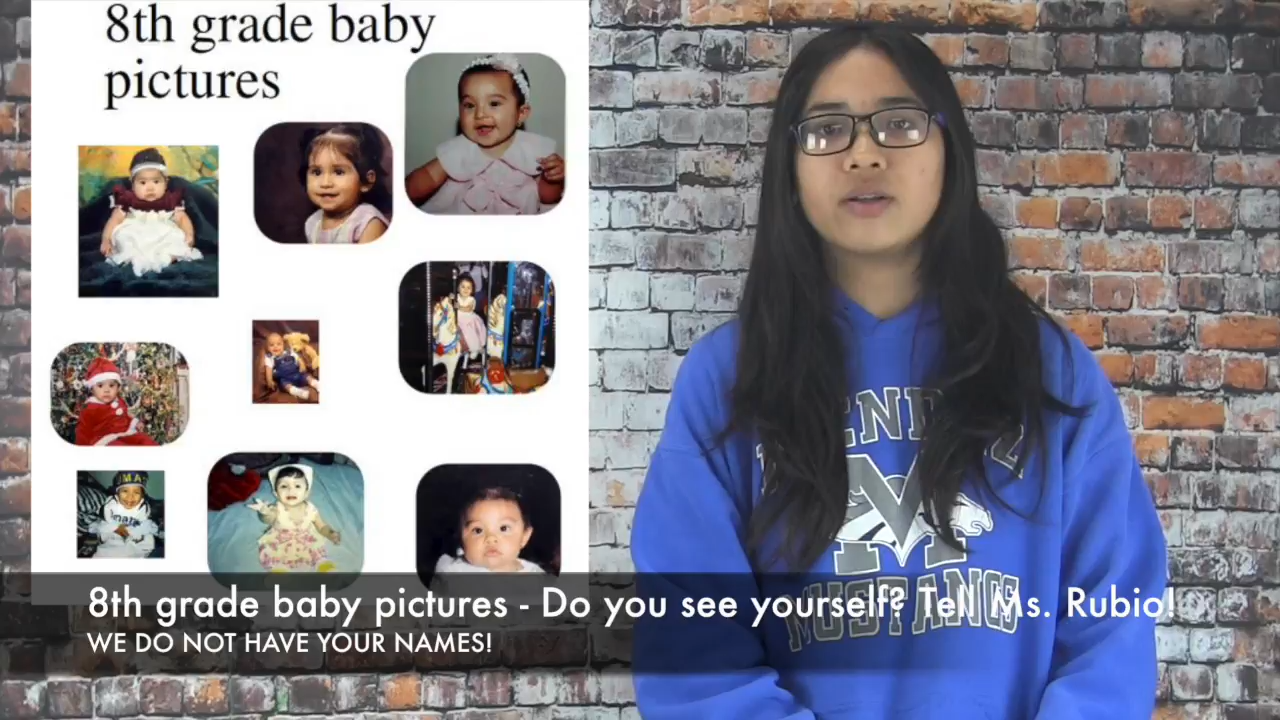 8th grade baby
pictures
MUSTANGS
8th grade baby pictures - Do you see yourself? Tell Ms. Rubio!
WE DO NOT HAVE YOUR NAMES!